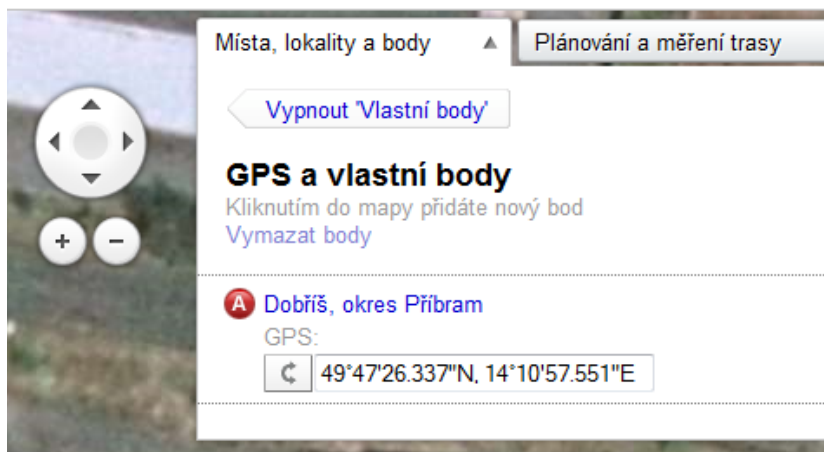 Místa, lokality a body
Plánování a měření trasy
Vypnout 'Vlastní body'
GPS a vlastní body
Kliknutím do mapy přidáte nový bod
Vymazat body
A Dobříš, okres Příbram
GPS:
49°47'26.337"N, 14°10'57.551"E